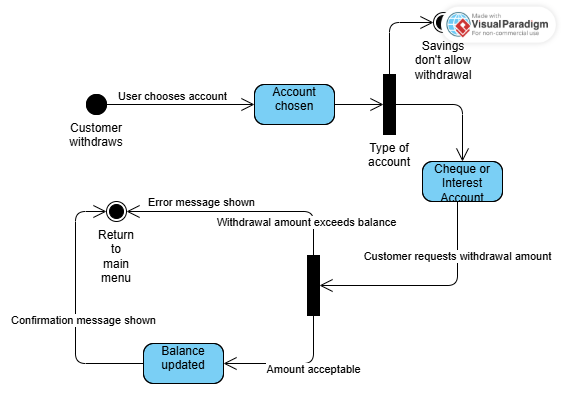 Made with
VisualParadigm
For non-commercial use
Savings
don't allow
withdrawal
User chooses account
Account
chosen
Customer
withdraws
Type of
account
Cheque or
Interest
Account
Error message shown
Withdrawal amount exceeds balance
Return
to
main
menu
Customer requests withdrawal amount
Confirmation message shown
Balance
updated
Amount acceptable